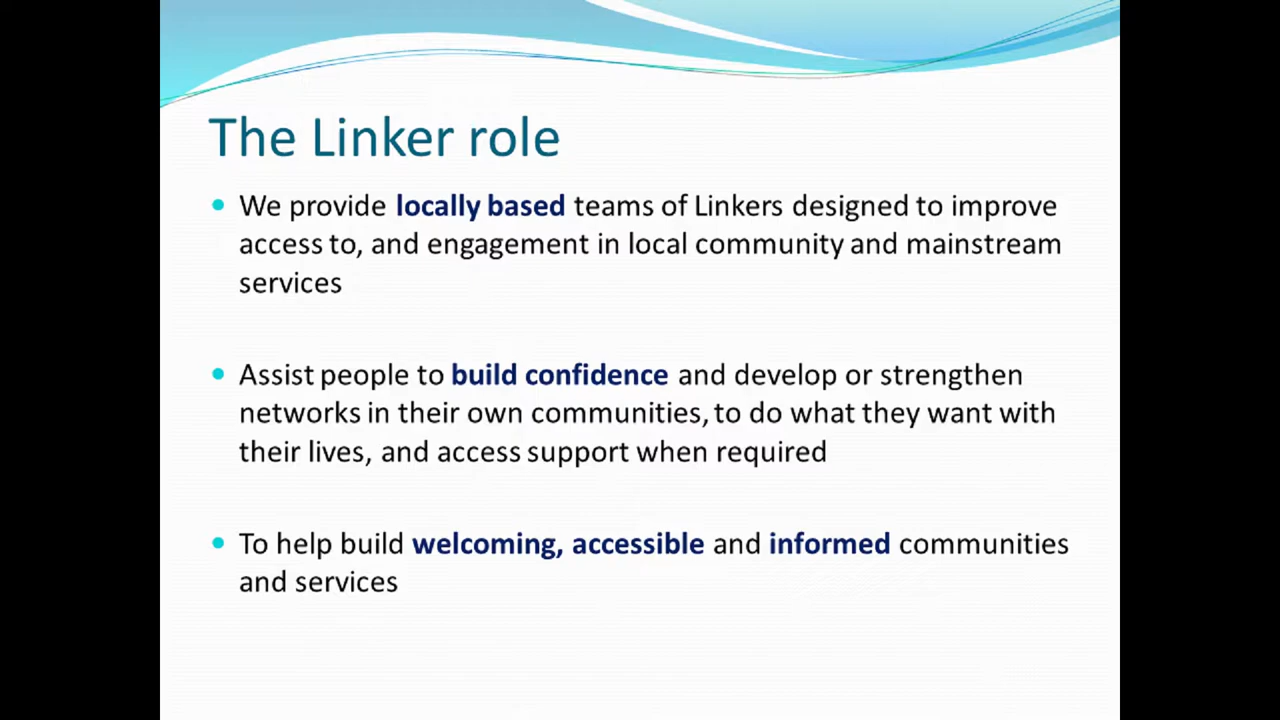 The Linker role
We provide locally based teams of Linkers designed to improve
access to, and engagement in local community and mainstream
services
Assist people to build confidence and develop or strengthen
networks in their own communities, to do what they want with
their lives, and access support when required
To help build welcoming, accessible and informed communities
and services